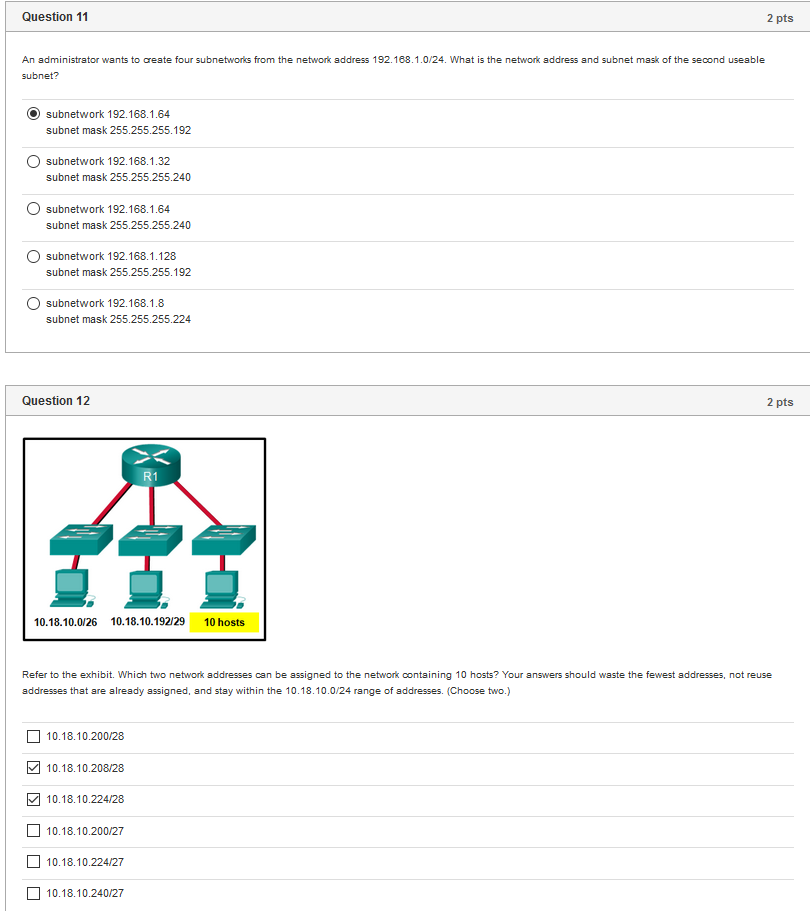 Question 11
2 pts
An administrator wants to create four subnetworks from the network address 192.168.1.0/24. What is the network address and subnet mask of the second useable
subnet?
subnetwork 192.168.1.64
subnet mask 255.255.255.192
subnetwork 192.168.1.32
subnet mask 255.255.255.240
subnetwork 192.168.1.64
subnet mask 255.255.255.240
subnetwork 192.168.1.128
subnet mask 255.255.255.192
subnetwork 192.168.1.8
subnet mask 255.255.255.224
Question 12
2 pts
R1
10.18.10.0/26 10.18.10.192/29 10 hosts
Refer to the exhibit. Which two network addresses can be assigned to the network containing 10 hosts? Your answers should waste the fewest addresses, not reuse
addresses that are already assigned, and stay within the 10.18.10.0/24 range of addresses. (Choose two.)
10.18.10.200/28
10.18.10.208/28
10.18.10.224/28
10.18.10.200/27
10.18.10.224/27
10.18.10.240/27